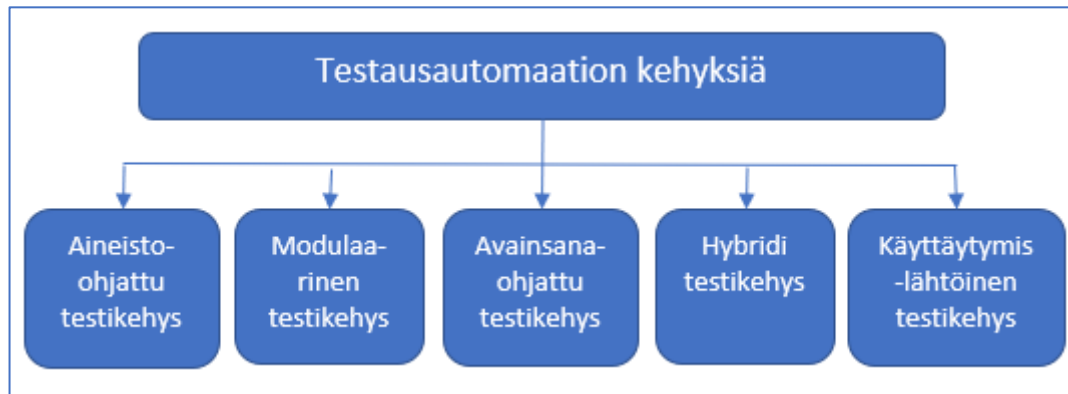 Testausautomaation kehyksiä
Aineisto-
ohjattu
testikehys
Modulaa-
rinen
testikehys
Avainsana-
ohjattu
testikehys
Hybridi
testikehys
Käyttäytymis
-lähtöinen
testikehys